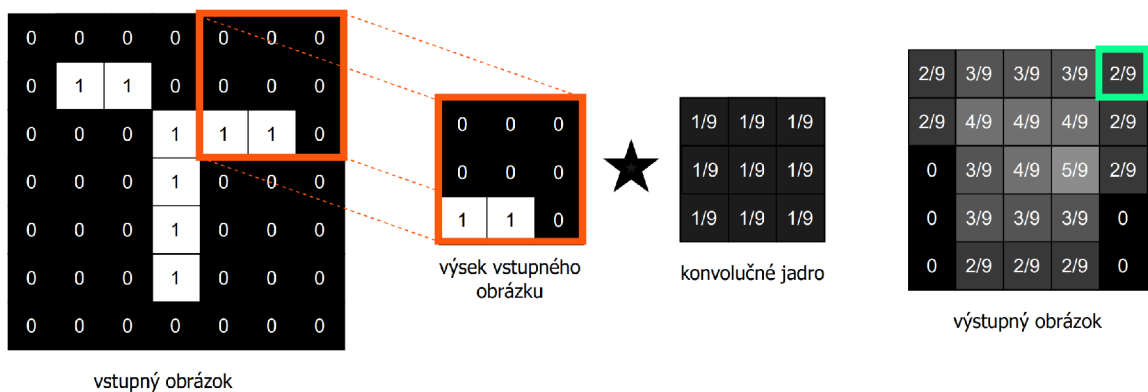 0 0 0 0 0 0 0
0 1 1 0 0 0 0
0 0 0 1 1 1 0
0 0 0 1 0 0 0
0 0 0 1 0 0 0
0 0 0 1 0 0 0
0 0 0 0 0 0 0
vstupný obrázok
0 0 0
0 0 0
1 1 0
výsek vstupného
obrázku
1/9 1/9 1/9
1/9 1/9 1/9
1/9 1/9 1/9
konvolučné jadro
2/9 3/9 3/9 3/9 2/9
2/9 4/9 4/9 4/9 2/9
0 3/9 4/9 5/9 2/9
0 3/9 3/9 3/9 0
0 2/9 2/9 2/9 0
výstupný obrázok